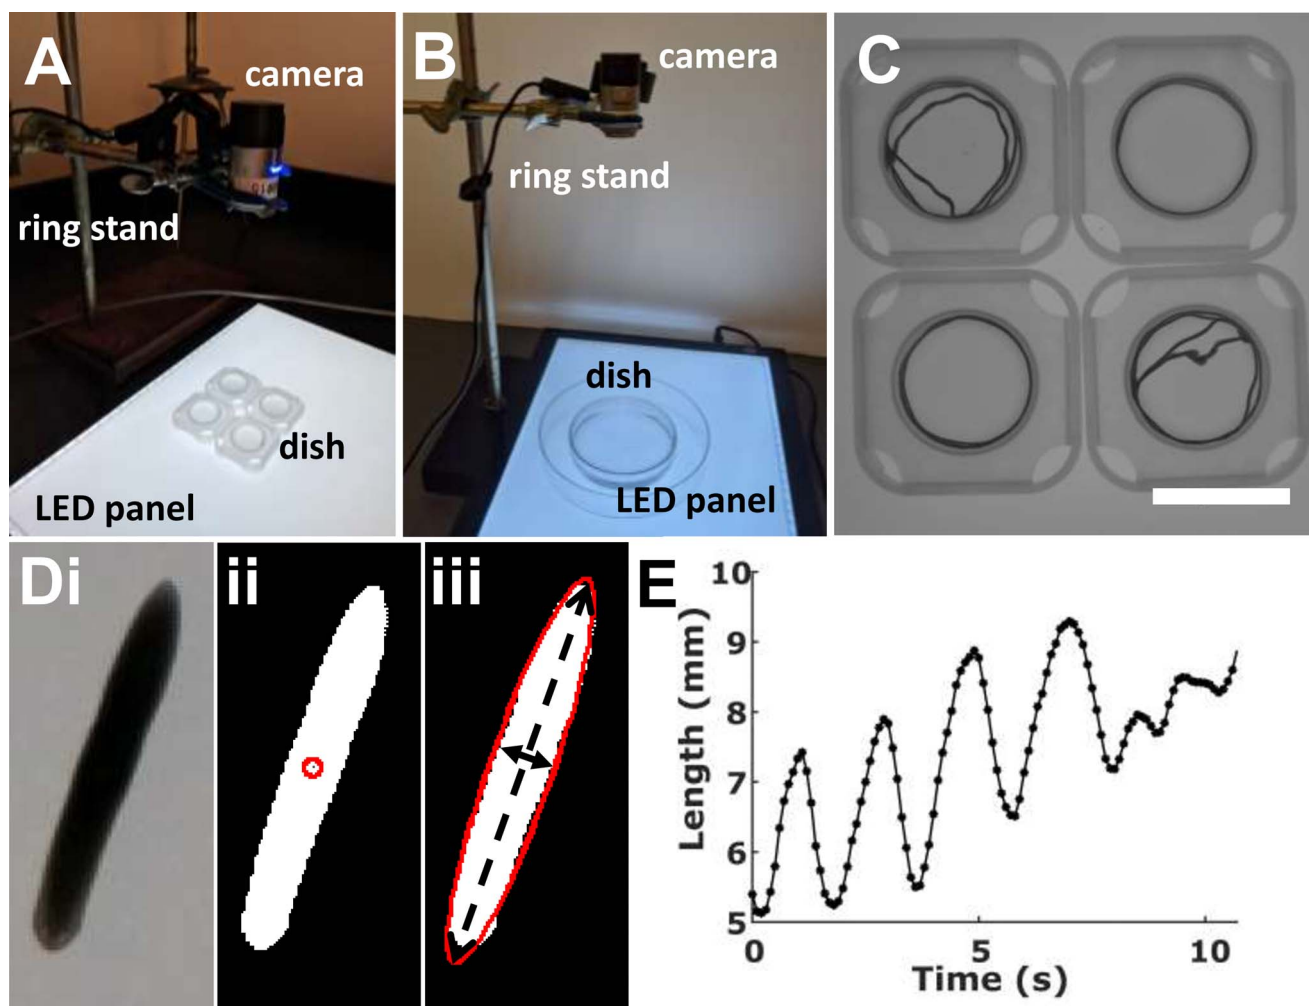 A
camera
ring stand
dish
LED panel
B
camera
ring stand
dish
LED panel
C
Di
ii
iii
E
10
9
8
7
6
5
Length (mm)
0
5
10
Time (s)